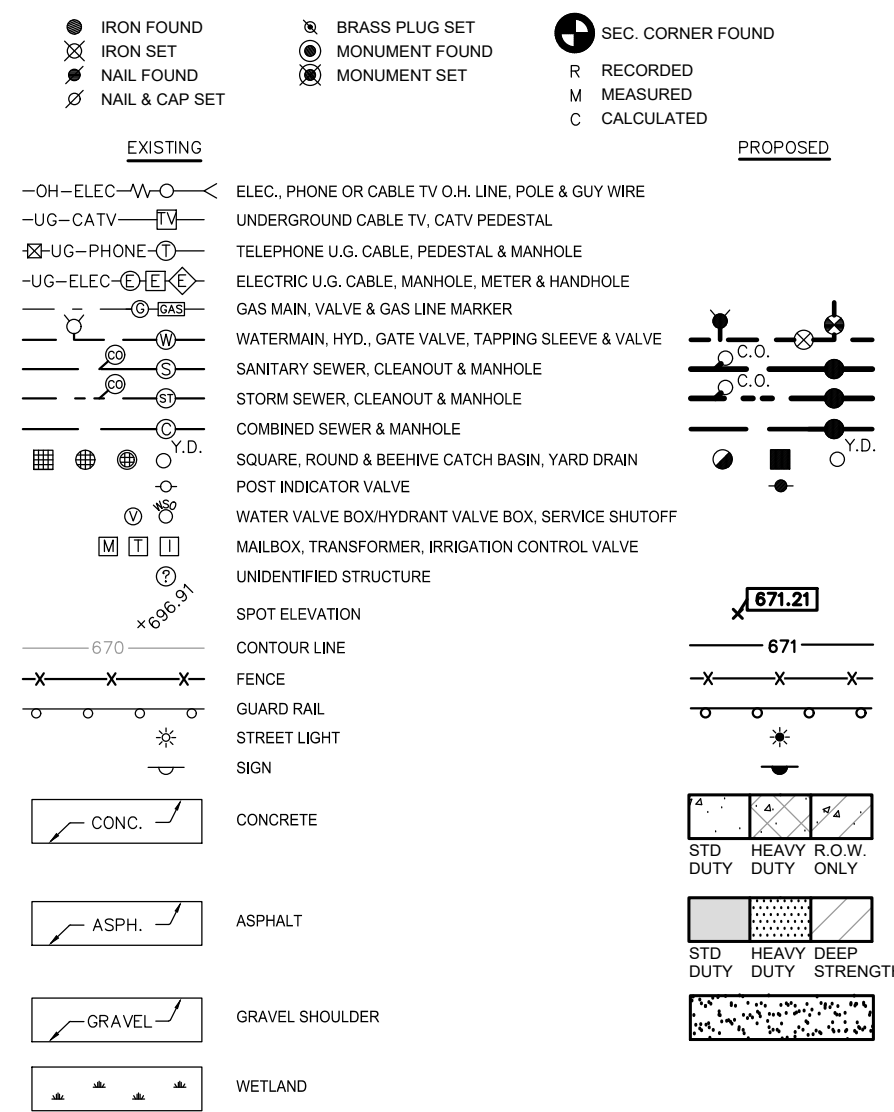 IRON FOUND
IRON SET
NAIL FOUND
NAIL & CAP SET
BRASS PLUG SET
MONUMENT FOUND
MONUMENT SET
SEC. CORNER FOUND
R RECORDED
M MEASURED
C CALCULATED
EXISTING PROPOSED
OH-ELEC ELEC., PHONE OR CABLE TV O.H. LINE, POLE & GUY WIRE
UG-CATV TV UNDERGROUND CABLE TV, CATV PEDESTAL
UG-PHONE T TELEPHONE U.G. CABLE, PEDESTAL & MANHOLE
UG-ELEC E E E ELECTRIC U.G. CABLE, MANHOLE, METER & HANDHOLE
G GAS GAS MAIN, VALVE & GAS LINE MARKER
W WATERMAIN, HYD., GATE VALVE, TAPPING SLEEVE & VALVE
CO S SANITARY SEWER, CLEANOUT & MANHOLE C.O.
CO ST STORM SEWER, CLEANOUT & MANHOLE C.O.
C COMBINED SEWER & MANHOLE
Y.D. SQUARE, ROUND & BEEHIVE CATCH BASIN, YARD DRAIN Y.D.
POST INDICATOR VALVE
V WSO WATER VALVE BOX/HYDRANT VALVE BOX, SERVICE SHUTOFF
M T I MAILBOX, TRANSFORMER, IRRIGATION CONTROL VALVE
? UNIDENTIFIED STRUCTURE
+696.91 SPOT ELEVATION 671.21
670 CONTOUR LINE 671
FENCE
GUARD RAIL
STREET LIGHT
SIGN
CONC. CONCRETE
STD DUTY
HEAVY DUTY
R.O.W. ONLY
ASPH. ASPHALT
STD DUTY
HEAVY DUTY
DEEP STRENGTH
GRAVEL GRAVEL SHOULDER
WETLAND